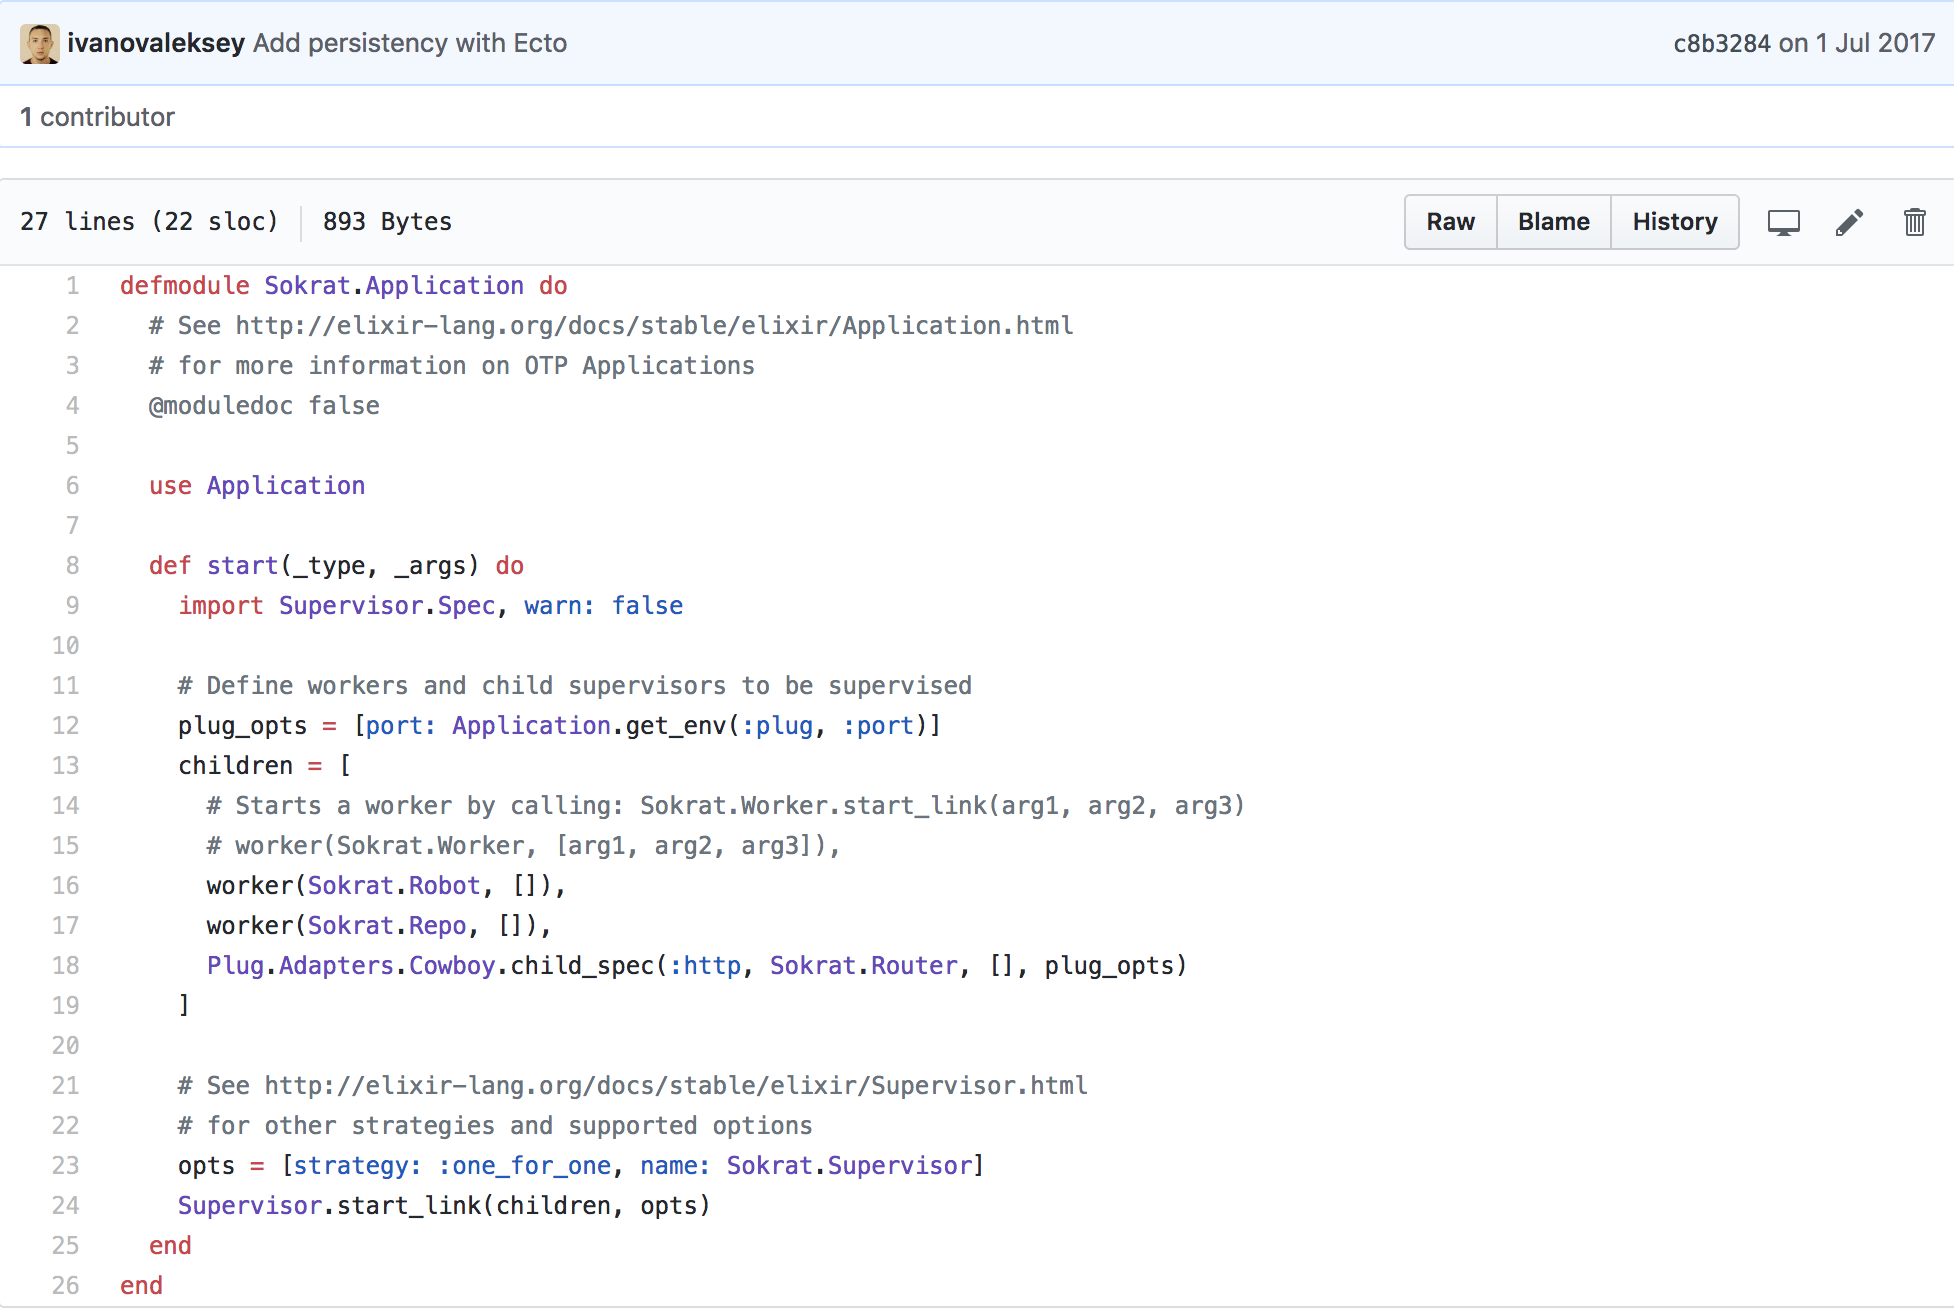 ivanovaleksey Add persistency with Ecto c8b3284 on 1 Jul 2017
1 contributor
27 lines (22 sloc) 893 Bytes Raw Blame History
1 defmodule Sokrat.Application do
2   # See http://elixir-lang.org/docs/stable/elixir/Application.html
3   # for more information on OTP Applications
4   @moduledoc false
5
6   use Application
7
8   def start(_type, _args) do
9     import Supervisor.Spec, warn: false
10
11     # Define workers and child supervisors to be supervised
12     plug_opts = [port: Application.get_env(:plug, :port)]
13     children = [
14       # Starts a worker by calling: Sokrat.Worker.start_link(arg1, arg2, arg3)
15       # worker(Sokrat.Worker, [arg1, arg2, arg3]),
16       worker(Sokrat.Robot, []),
17       worker(Sokrat.Repo, []),
18       Plug.Adapters.Cowboy.child_spec(:http, Sokrat.Router, [], plug_opts)
19     ]
20
21     # See http://elixir-lang.org/docs/stable/elixir/Supervisor.html
22     # for other strategies and supported options
23     opts = [strategy: :one_for_one, name: Sokrat.Supervisor]
24     Supervisor.start_link(children, opts)
25   end
26 end